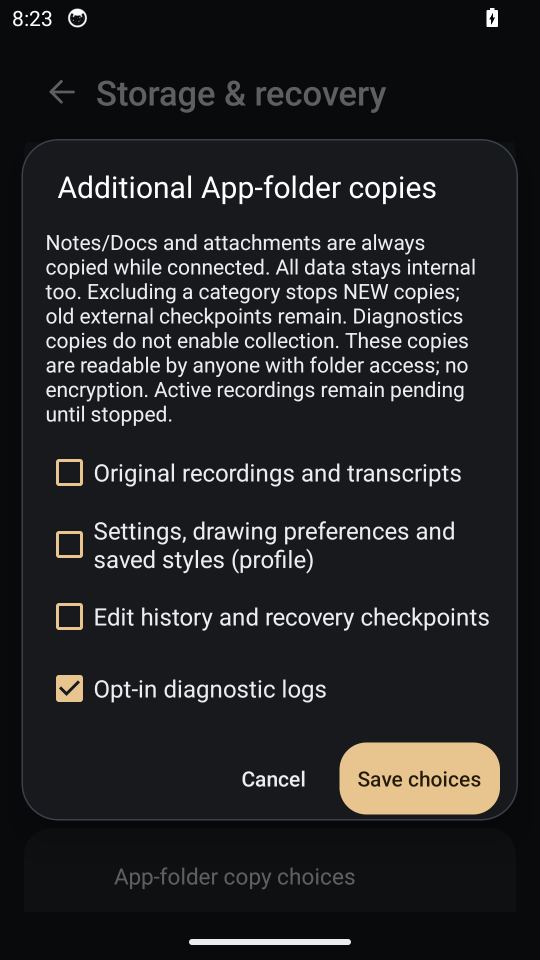 8:23
Storage & recovery
Additional App-folder copies
Notes/Docs and attachments are always
copied while connected. All data stays internal
too. Excluding a category stops NEW copies;
old external checkpoints remain. Diagnostics
copies do not enable collection. These copies
are readable by anyone with folder access; no
encryption. Active recordings remain pending
until stopped.
Original recordings and transcripts
Settings, drawing preferences and
saved styles (profile)
Edit history and recovery checkpoints
Opt-in diagnostic logs
Cancel
Save choices
App-folder copy choices